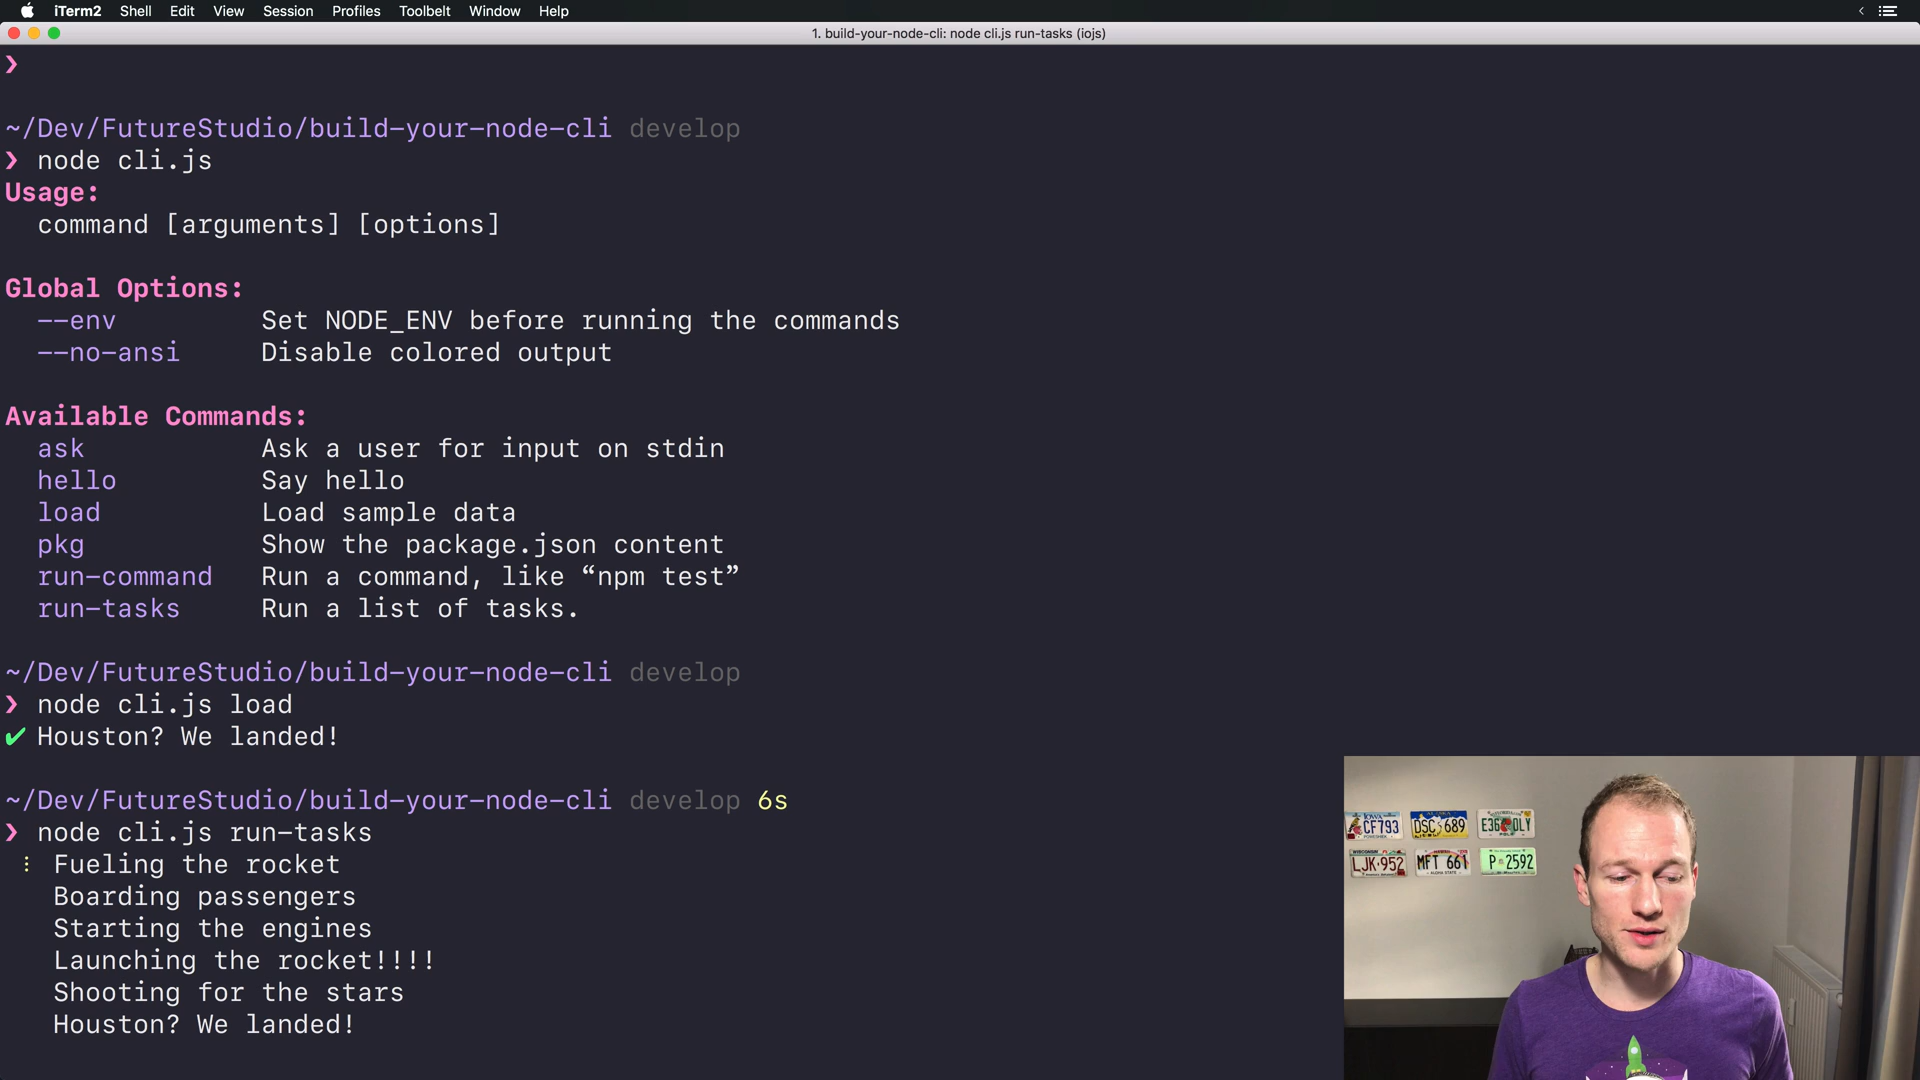 iTerm2 Shell Edit View Session Profiles Toolbelt Window Help
1. build-your-node-cli: node cli.js run-tasks (iojs)
❯
~/Dev/FutureStudio/build-your-node-cli develop
❯ node cli.js
Usage:
command [arguments] [options]
Global Options:
--env Set NODE_ENV before running the commands
--no-ansi Disable colored output
Available Commands:
ask Ask a user for input on stdin
hello Say hello
load Load sample data
pkg Show the package.json content
run-command Run a command, like “npm test”
run-tasks Run a list of tasks.
~/Dev/FutureStudio/build-your-node-cli develop
❯ node cli.js load
✔ Houston? We landed!
~/Dev/FutureStudio/build-your-node-cli develop 6s
❯ node cli.js run-tasks
Fueling the rocket
Boarding passengers
Starting the engines
Launching the rocket!!!!
Shooting for the stars
Houston? We landed!
IOWA
CF793
DSC 689
WISCONSIN
LJK-952
MFT 661
ALOHA STATE
P 2592